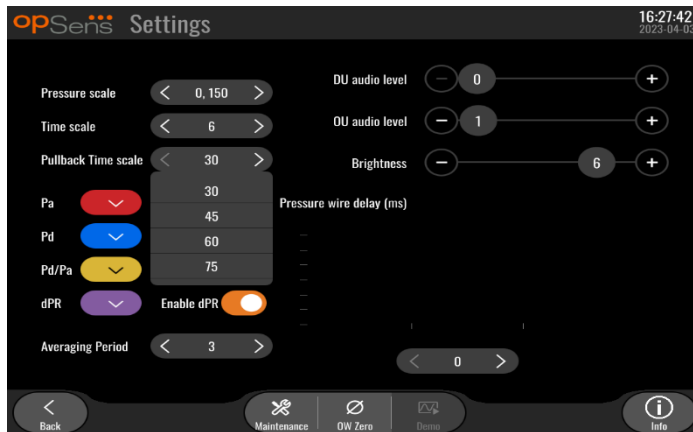 opSens Settings
16:27:42
2023-04-03
Pressure scale
0, 150
Time scale
6
Pullback Time scale
30
30
45
60
75
Pa
Pd
Pd/Pa
dPR
Enable dPR
Averaging Period
3
DU audio level
0
OU audio level
1
Brightness
6
Pressure wire delay (ms)
0
Back
Maintenance
OW Zero
Demo
Info